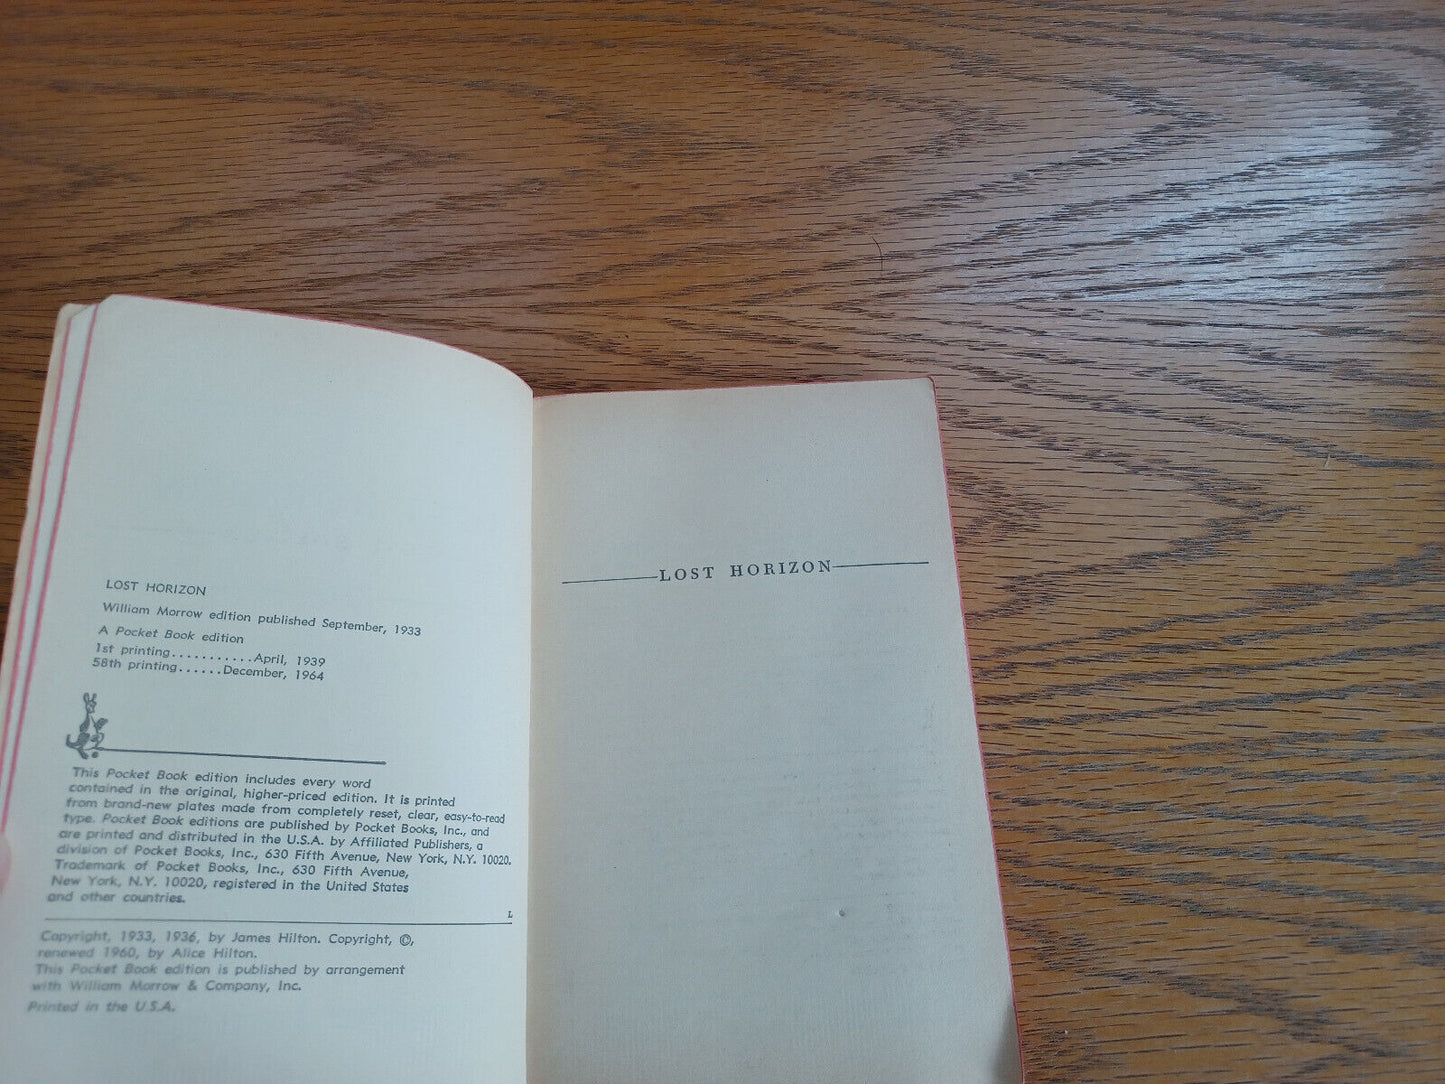 LOST HORIZON
William Morrow edition published September, 1933
A Pocket Book edition
1st printing...........April, 1939
58th printing......December, 1964
This Pocket Book edition includes every word
contained in the original, higher-priced edition. It is printed
from brand-new plates made from completely reset, clear, easy-to-read
type. Pocket Book editions are published by Pocket Books, Inc., and
are printed and distributed in the U.S.A. by Affiliated Publishers, a
division of Pocket Books, Inc., 630 Fifth Avenue, New York, N.Y. 10020.
Trademark of Pocket Books, Inc., 630 Fifth Avenue,
New York, N.Y. 10020, registered in the United States
and other countries.
L
Copyright, 1933, 1936, by James Hilton. Copyright, ©,
renewed 1960, by Alice Hilton.
This Pocket Book edition is published by arrangement
with William Morrow & Company, Inc.
Printed in the U.S.A.
LOST HORIZON